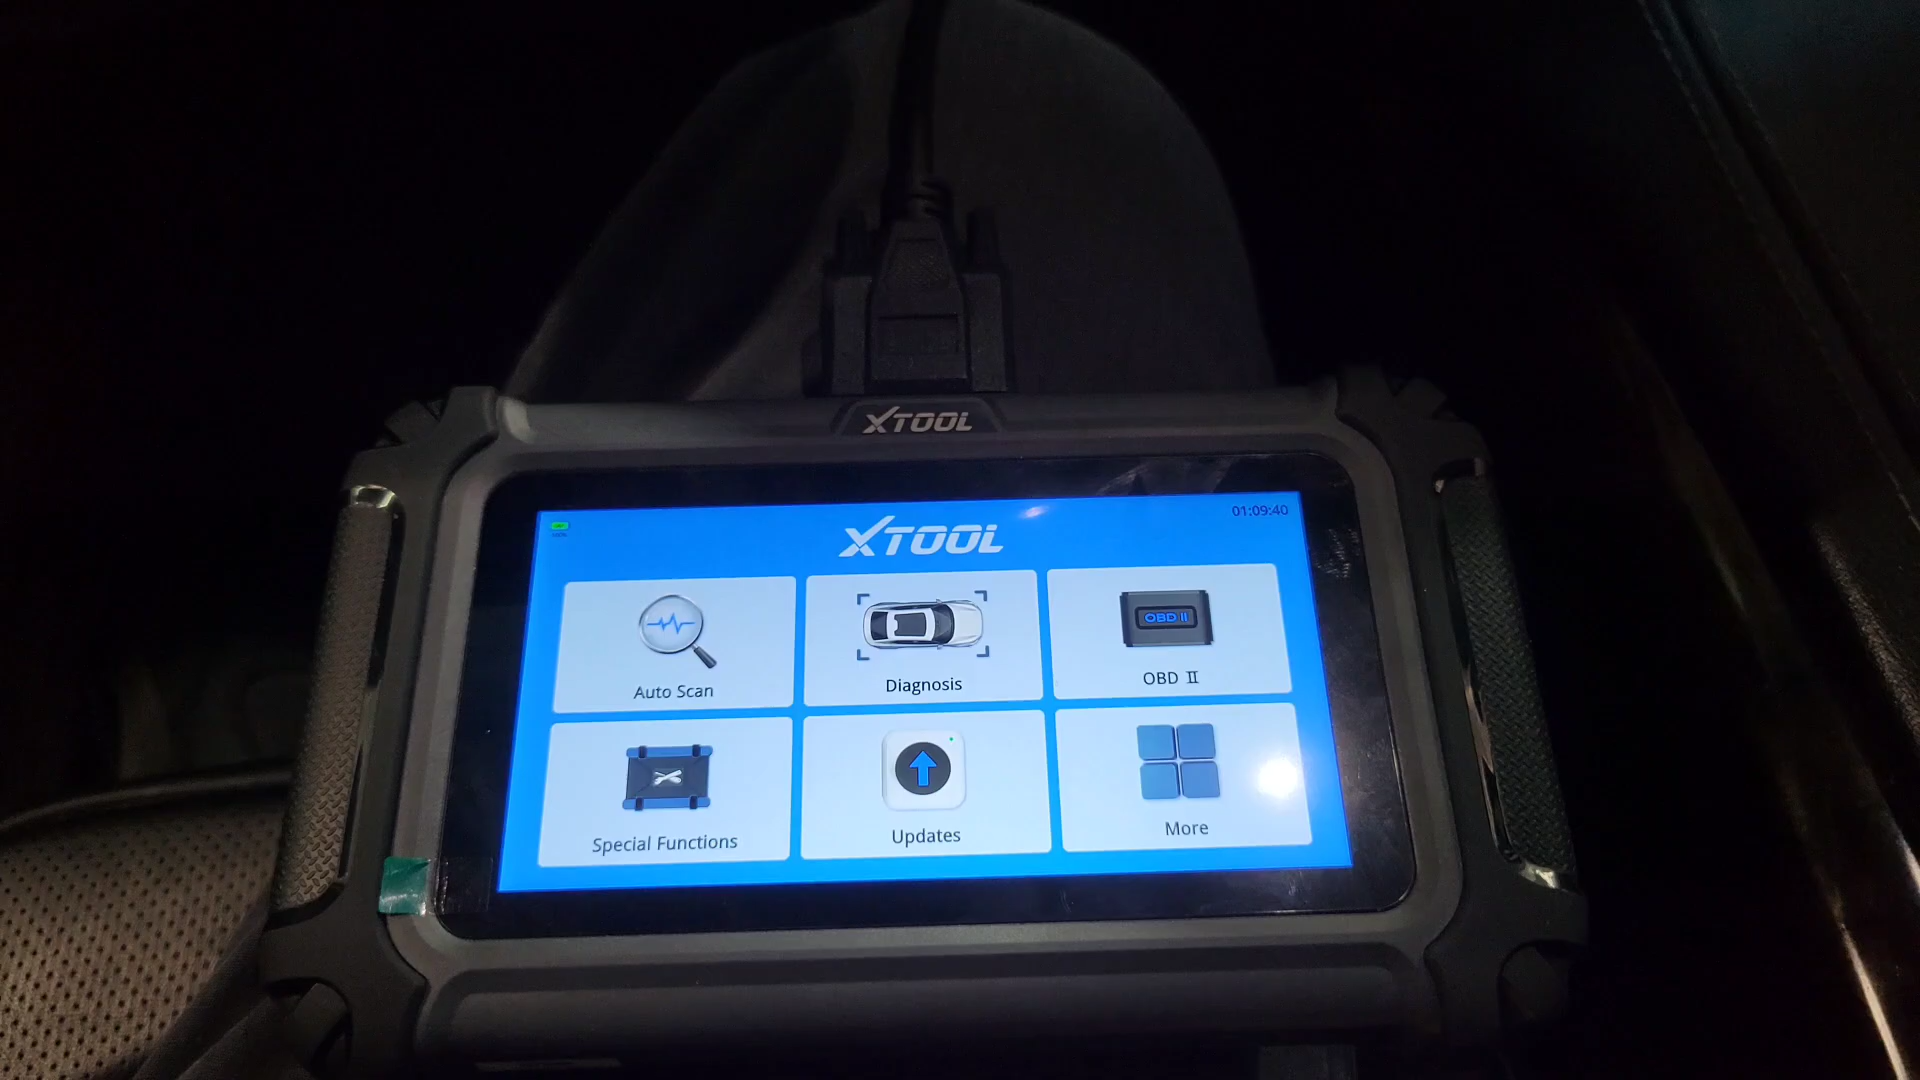 XTOOL
01:09:40
XTOOL
OBD II
Auto Scan
Diagnosis
OBD II
Special Functions
Updates
More